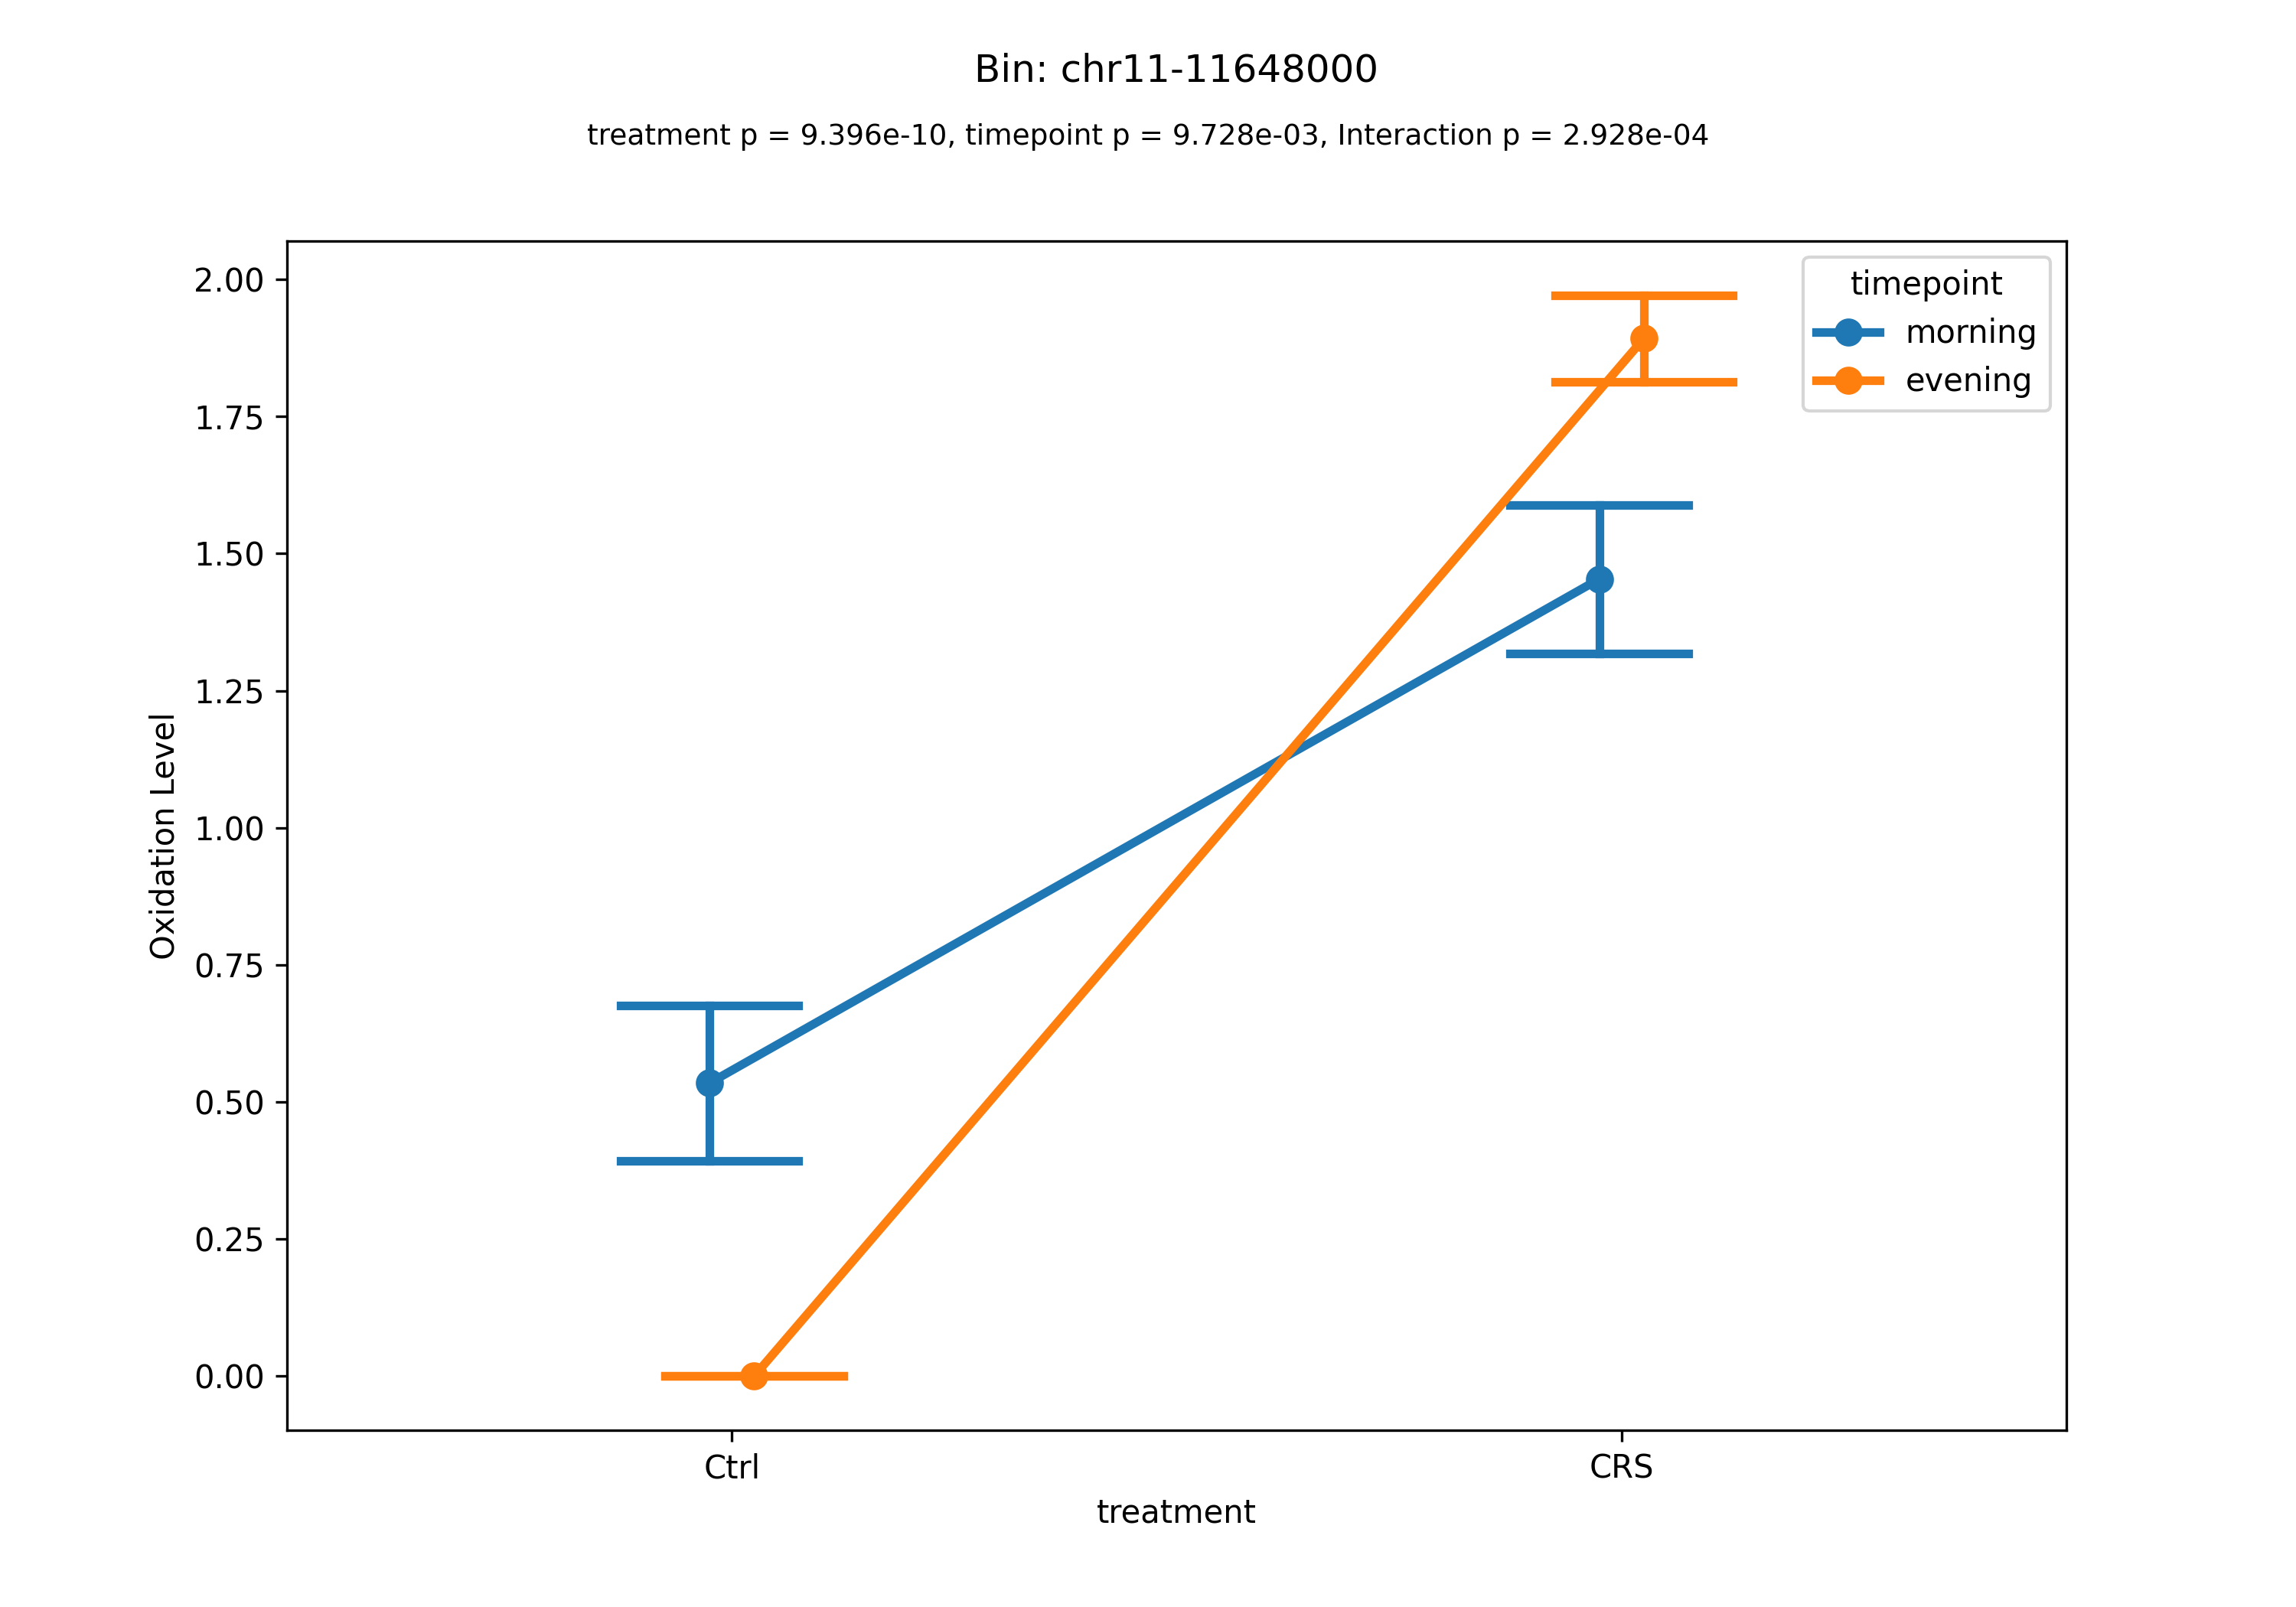 Bin: chr11-11648000
treatment p = 9.396e-10, timepoint p = 9.728e-03, Interaction p = 2.928e-04
timepoint
morning
evening
2.00
1.75
1.50
1.25
1.00
0.75
0.50
0.25
0.00
Oxidation Level
Ctrl
CRS
treatment